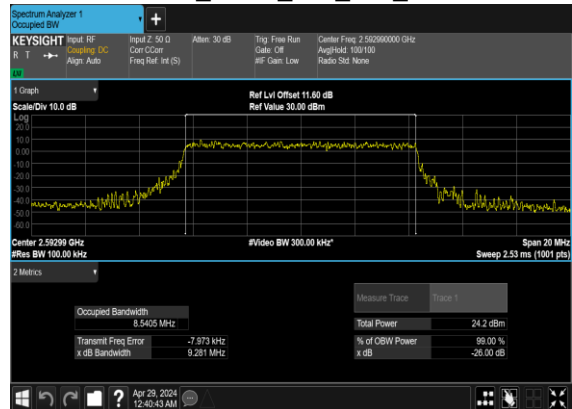 Spectrum Analyzer 1
Occupied BW
+
KEYSIGHT Input: RF Input Z: 50 Ω Atten: 30 dB Trig: Free Run Center Freq: 2.592990000 GHz
R T Coupling: DC Corr CCorr Gate: Off Avg|Hold: 100/100
Align: Auto Freq Ref: Int (S) #IF Gain: Low Radio Std: None
LW
1 Graph
Ref Lvl Offset 11.60 dB
Scale/Div 10.0 dB Ref Value 30.00 dBm
Log
20.0
10.0
0.00
-10.0
-20.0
-30.0
-40.0
-50.0
-60.0
Center 2.59299 GHz #Video BW 300.00 kHz* Span 20 MHz
#Res BW 100.00 kHz Sweep 2.53 ms (1001 pts)
2 Metrics
Measure Trace Trace 1
Occupied Bandwidth
8.5405 MHz Total Power 24.2 dBm
Transmit Freq Error -7.973 kHz % of OBW Power 99.00 %
x dB Bandwidth 9.281 MHz x dB -26.00 dB
? Apr 29, 2024
12:40:43 AM